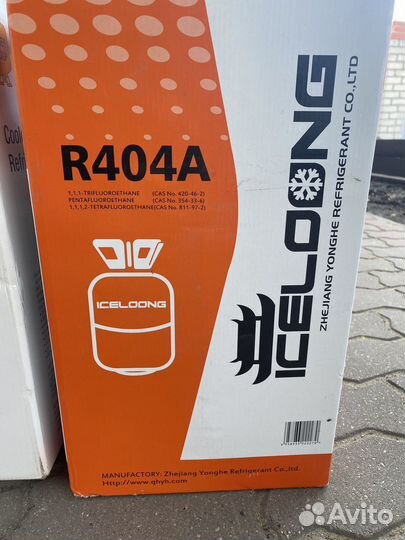 Cool
Refri
R404A
1,1,1-TRIFLUOROETHANE (CAS No. 420-46-2)
PENTAFLUOROETHANE (CAS No. 354-33-6)
1,1,1,2-TETRAFLUOROETHANE(CAS No. 811-97-2)
ICELOONG
ICELOONG
ZHEJIANG YONGHE REFRIGERANT CO.,LTD
MANUFACTORY: Zhejiang Yonghe Refrigerant Co.,ltd.
Http://www.qhyh.com
Avito